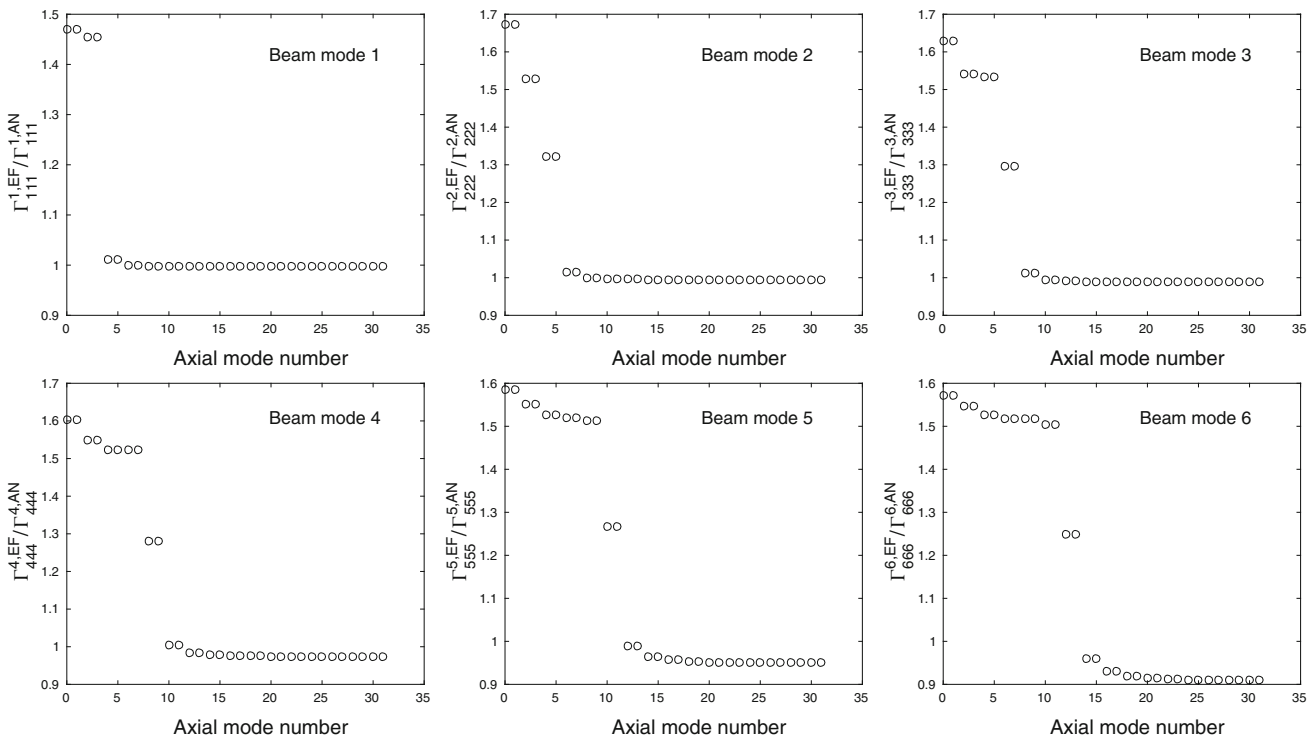 1.5
1.4
1.3
1.2
1.1
1
0.9
0 5 10 15 20 25 30 35
Γ^{1,EF}_{111}/Γ^{1,AN}_{111}
Beam mode 1
Axial mode number
1.7
1.6
1.5
1.4
1.3
1.2
1.1
1
0.9
0 5 10 15 20 25 30 35
Γ^{2,EF}_{222}/Γ^{2,AN}_{222}
Beam mode 2
Axial mode number
1.7
1.6
1.5
1.4
1.3
1.2
1.1
1
0.9
0 5 10 15 20 25 30 35
Γ^{3,EF}_{333}/Γ^{3,AN}_{333}
Beam mode 3
Axial mode number
1.7
1.6
1.5
1.4
1.3
1.2
1.1
1
0.9
0 5 10 15 20 25 30 35
Γ^{4,EF}_{444}/Γ^{4,AN}_{444}
Beam mode 4
Axial mode number
1.6
1.5
1.4
1.3
1.2
1.1
1
0.9
0 5 10 15 20 25 30 35
Γ^{5,EF}_{555}/Γ^{5,AN}_{555}
Beam mode 5
Axial mode number
1.6
1.5
1.4
1.3
1.2
1.1
1
0.9
0 5 10 15 20 25 30 35
Γ^{6,EF}_{666}/Γ^{6,AN}_{666}
Beam mode 6
Axial mode number